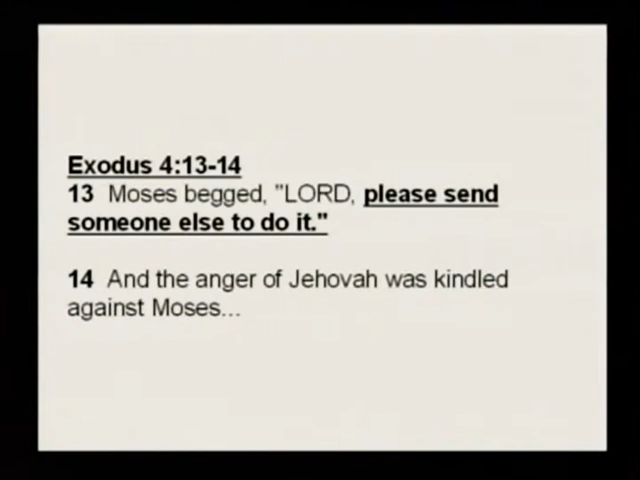 Exodus 4:13-14
13 Moses begged, "LORD, please send
someone else to do it."
14 And the anger of Jehovah was kindled
against Moses...